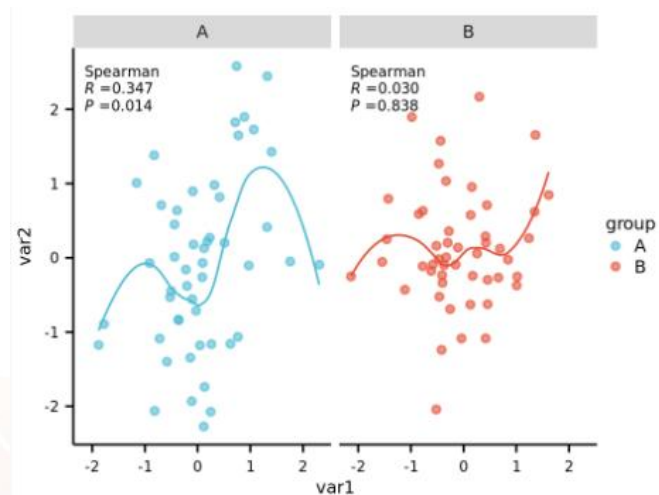 A
B
Spearman
R =0.347
P =0.014
Spearman
R =0.030
P =0.838
2
1
0
-1
-2
var2
-2 -1 0 1 2
-2 -1 0 1 2
var1
group
A
B